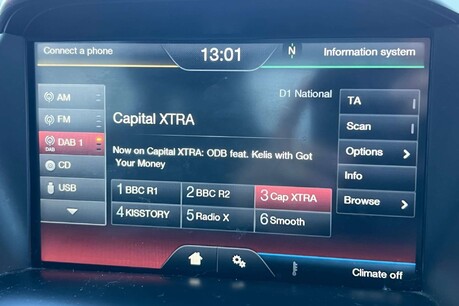 Connect a phone
13:01
N
Information system
AM
FM
DAB 1
DAB
CD
USB
D1 National
Capital XTRA
Now on Capital XTRA: ODB feat. Kelis with Got
Your Money
1 BBC R1
2 BBC R2
3 Cap XTRA
4 KISSTORY
5 Radio X
6 Smooth
TA
Scan
Options
Info
Browse
Climate off